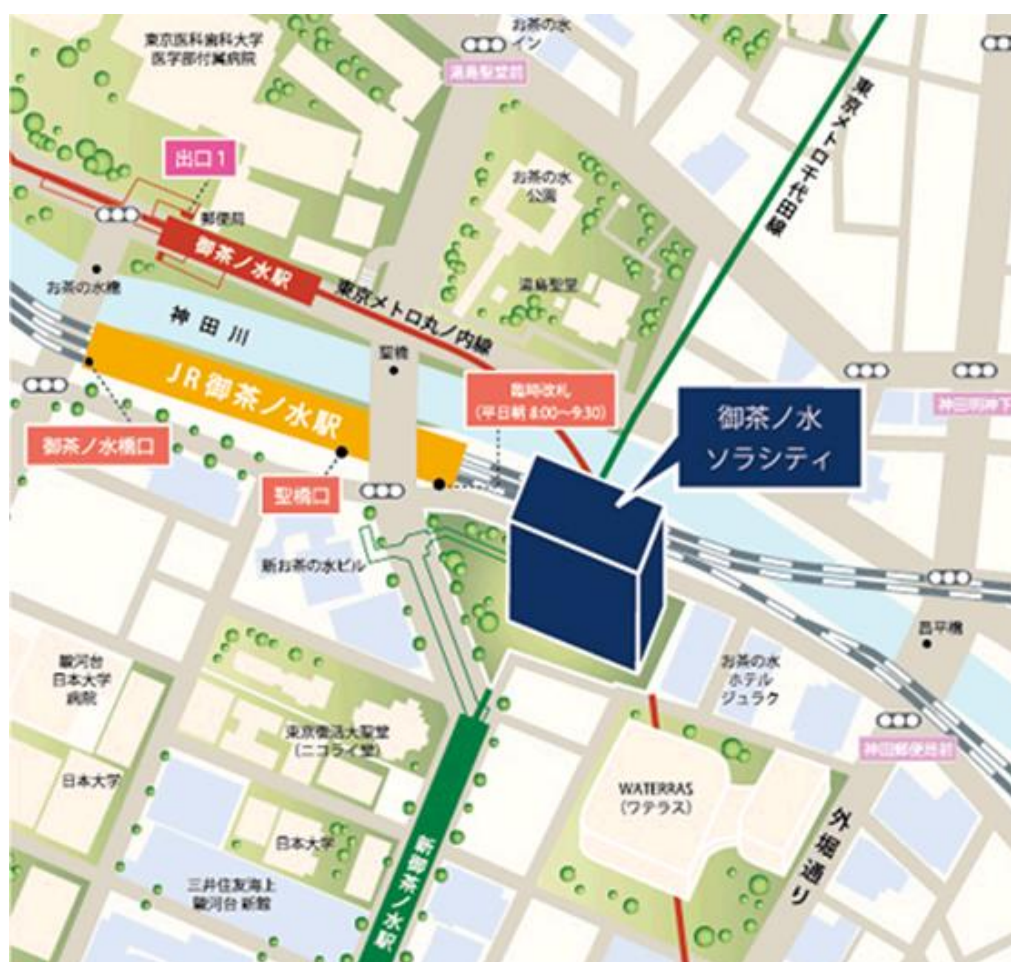 東京医科歯科大学
医学部付属病院
お茶の水
イン
湯島聖堂前
出口1
郵便局
御茶ノ水駅
お茶の水橋
神田川
東京メトロ丸ノ内線
お茶の水
公園
湯島聖堂
東京メトロ千代田線
聖橋
JR御茶ノ水駅
臨時改札
(平日朝 8:00～9:30)
御茶ノ水
ソラシティ
神田明神下
御茶ノ水橋口
聖橋口
新お茶の水ビル
昌平橋
お茶の水
ホテル
ジュラク
神田郵便局前
駿河台
日本大学
病院
東京復活大聖堂
(ニコライ堂)
日本大学
日本大学
WATERRAS
(ワテラス)
外堀通り
三井住友海上
駿河台 新館
新御茶ノ水駅